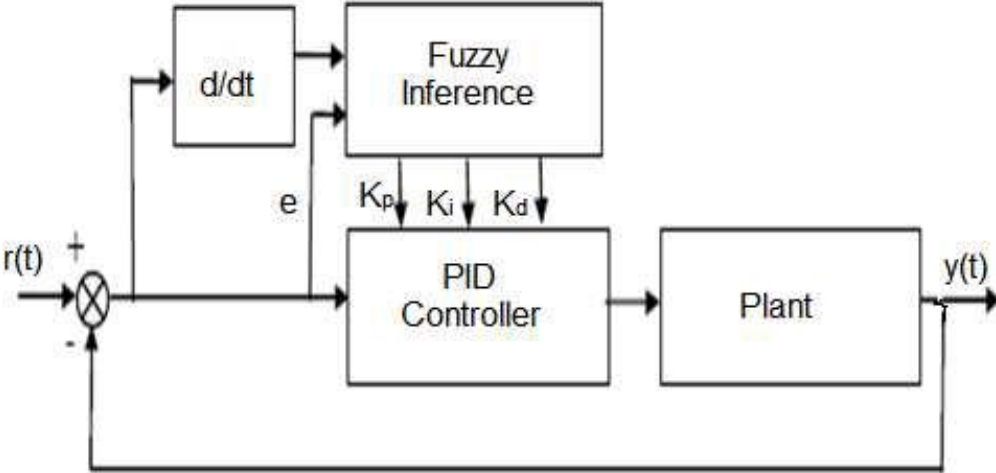 d/dt
Fuzzy
Inference
e
Kp
Ki
Kd
r(t)
+
-
PID
Controller
Plant
y(t)